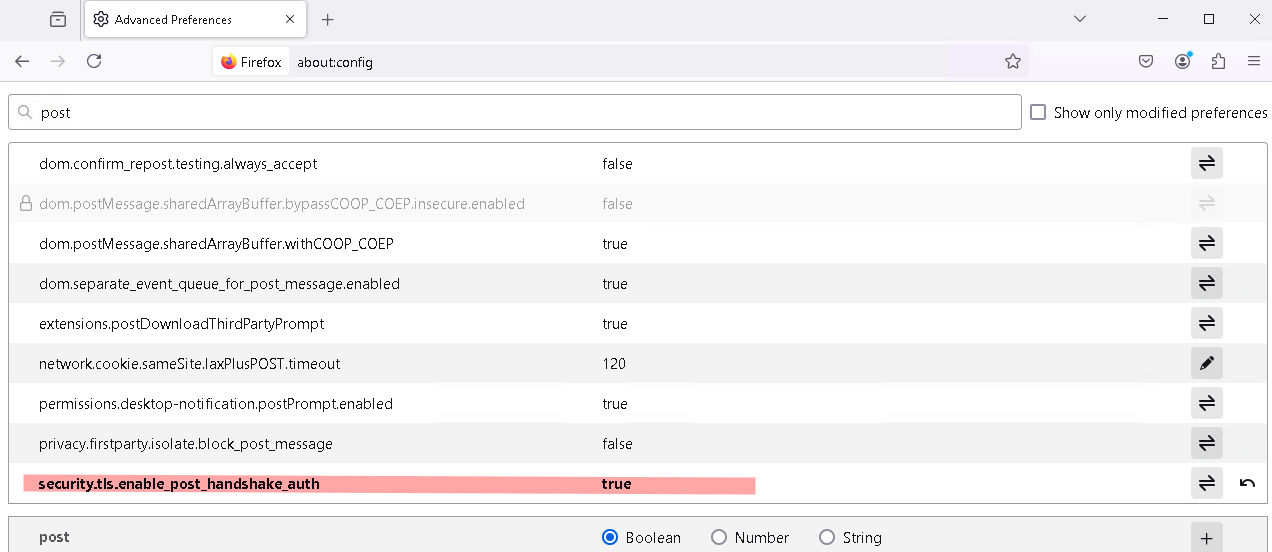 Advanced Preferences
Firefox about:config
post Show only modified preferences
dom.confirm_repost.testing.always_accept false
dom.postMessage.sharedArrayBuffer.bypassCOOP_COEP.insecure.enabled false
dom.postMessage.sharedArrayBuffer.withCOOP_COEP true
dom.separate_event_queue_for_post_message.enabled true
extensions.postDownloadThirdPartyPrompt true
network.cookie.sameSite.laxPlusPOST.timeout 120
permissions.desktop-notification.postPrompt.enabled true
privacy.firstparty.isolate.block_post_message false
security.tls.enable_post_handshake_auth true
post Boolean Number String